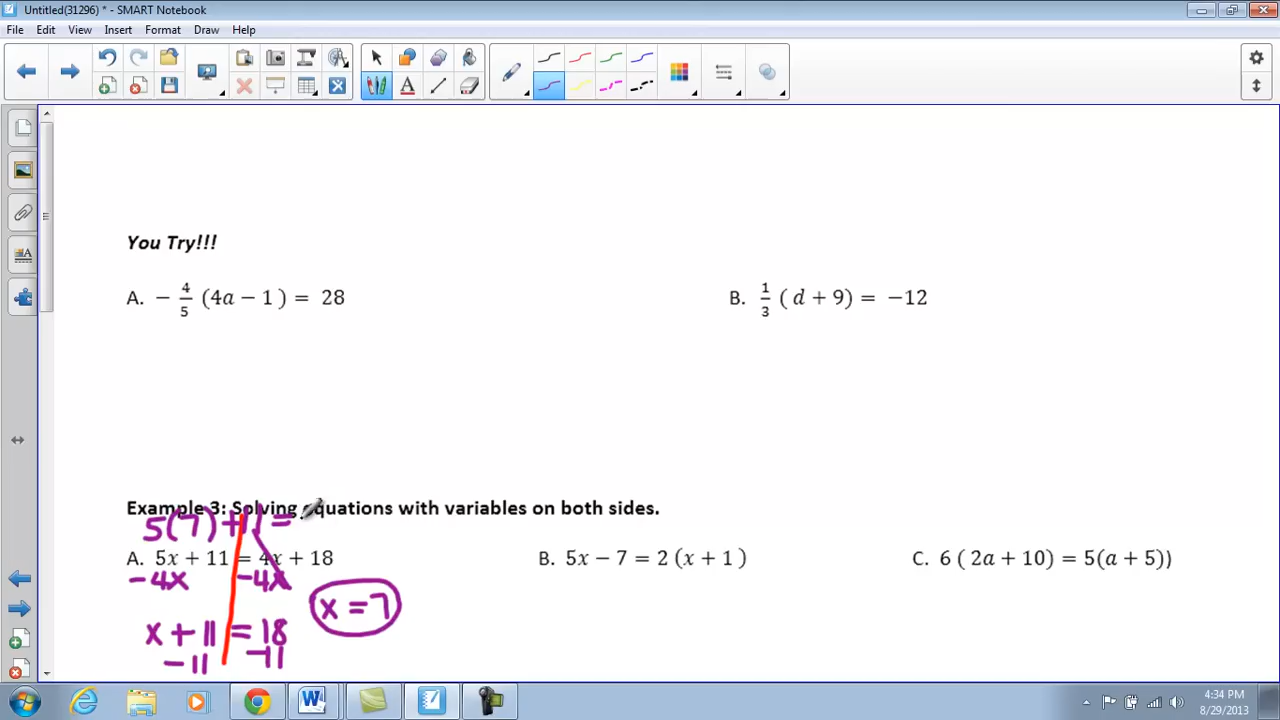 Untitled(31296) * - SMART Notebook
File Edit View Insert Format Draw Help
You Try!!!
A. − 4/5 (4a − 1) = 28
B. 1/3 (d + 9) = −12
Example 3: Solving equations with variables on both sides.
5(7)+11=
A. 5x + 11 = 4x + 18
B. 5x − 7 = 2 (x + 1)
C. 6 (2a + 10) = 5(a + 5))
-4x -4x
x = 7
x + 11 = 18
-11 -11
4:34 PM
8/29/2013